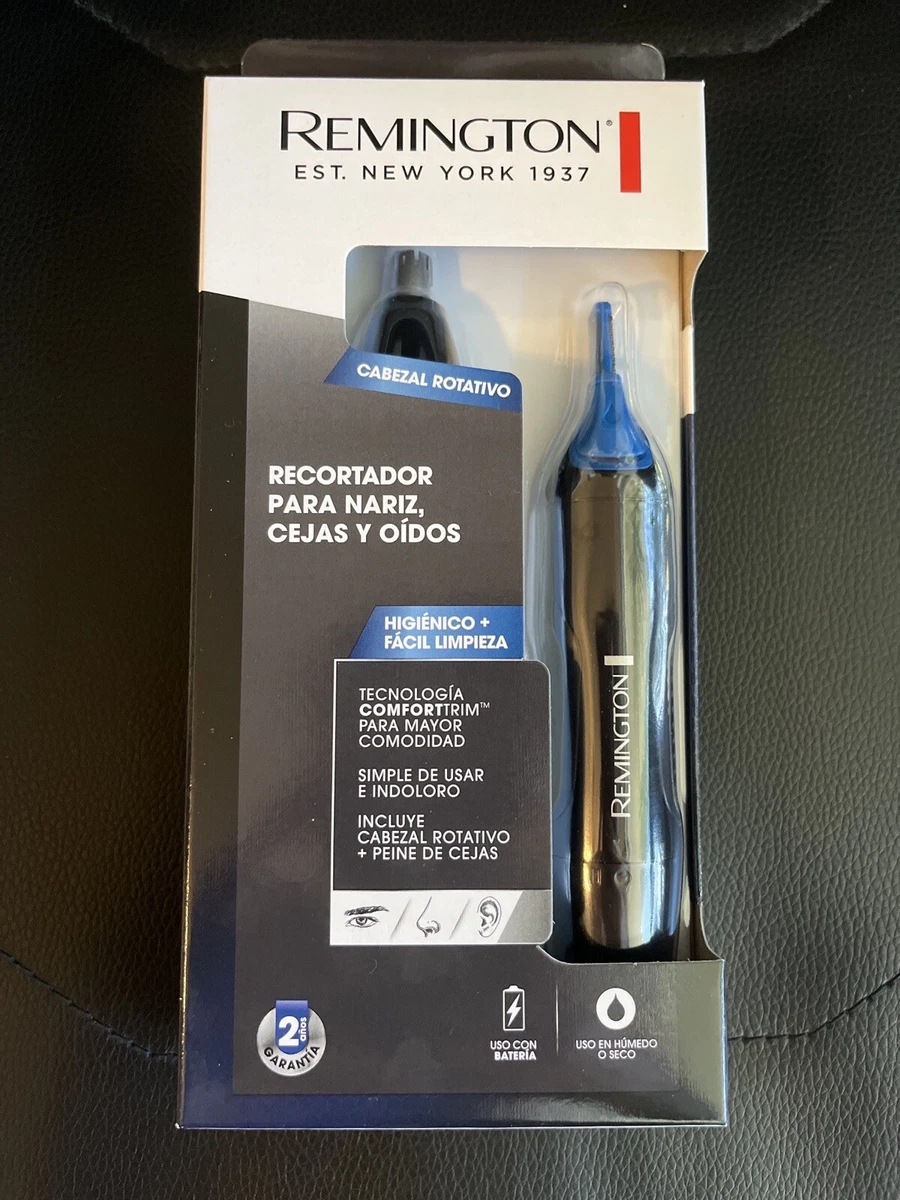 REMINGTON®
EST. NEW YORK 1937
CABEZAL ROTATIVO
RECORTADOR
PARA NARIZ,
CEJAS Y OÍDOS
HIGIÉNICO +
FÁCIL LIMPIEZA
TECNOLOGÍA
COMFORTTRIM™
PARA MAYOR
COMODIDAD
SIMPLE DE USAR
E INDOLORO
INCLUYE
CABEZAL ROTATIVO
+ PEINE DE CEJAS
REMINGTON
2 años
GARANTÍA
USO CON
BATERÍA
USO EN HÚMEDO
O SECO